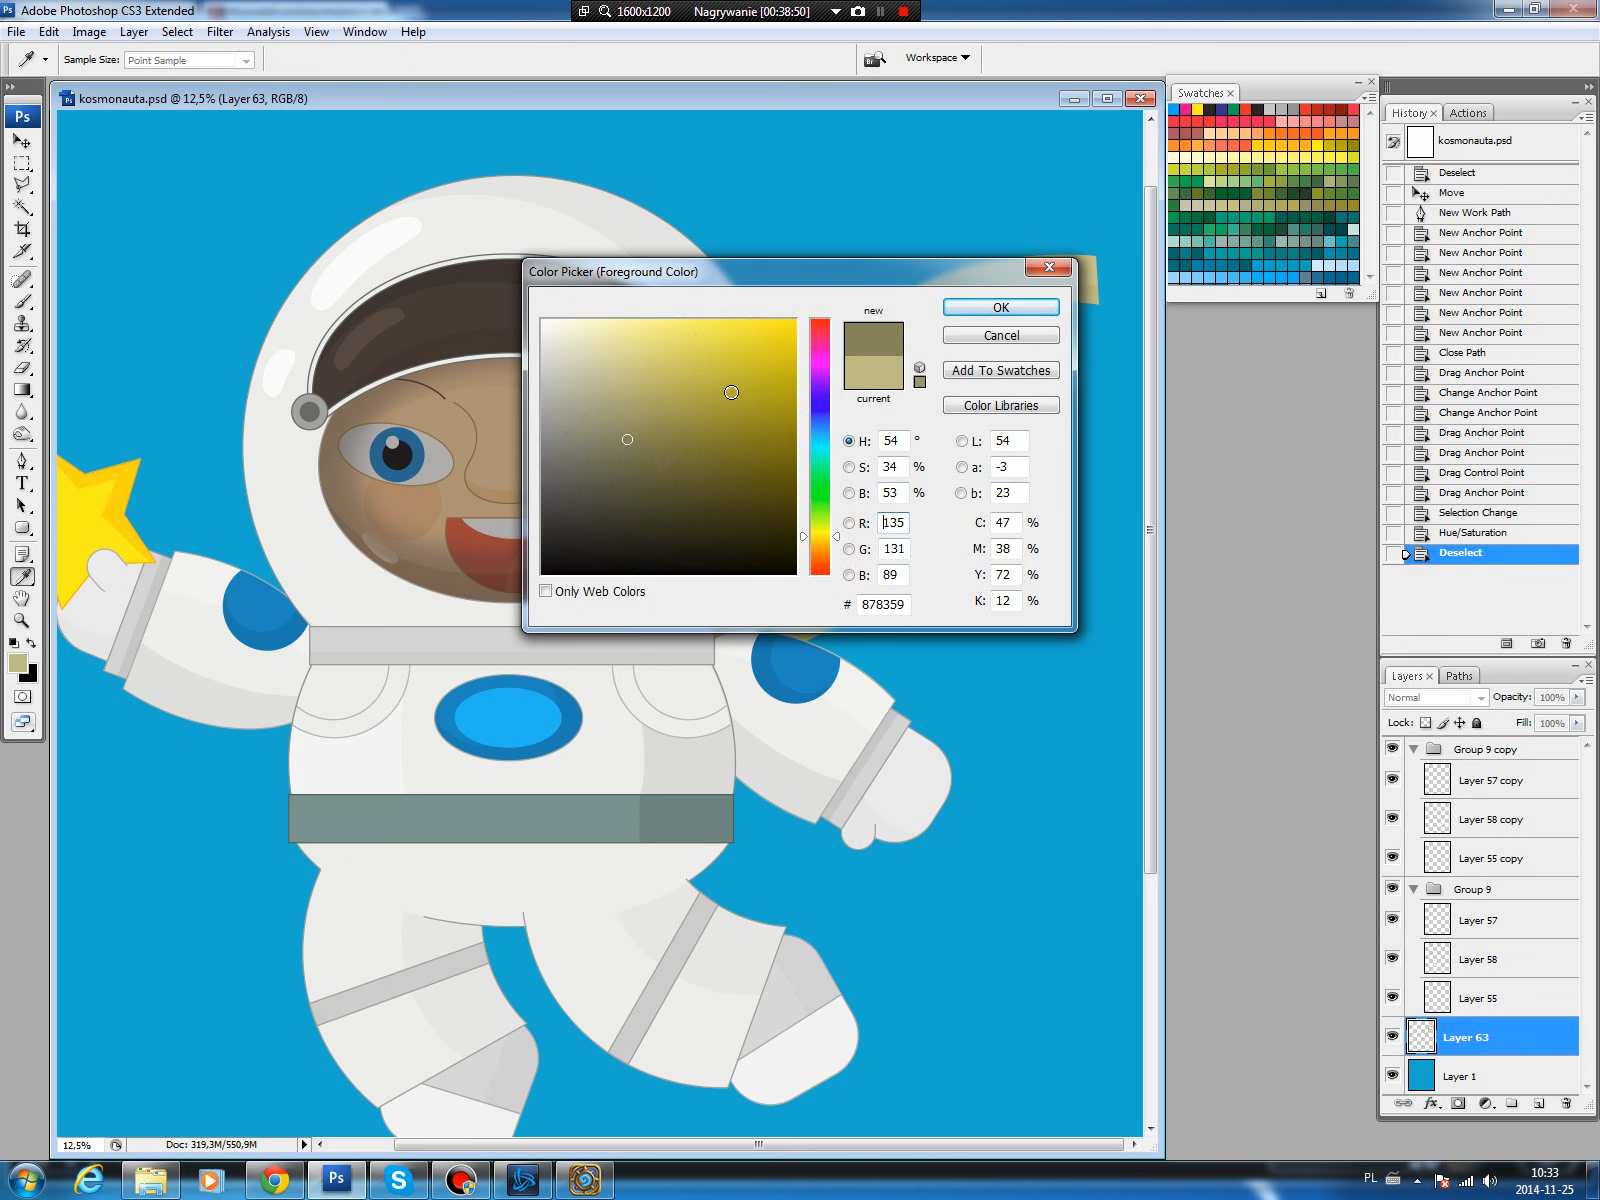 Ps Adobe Photoshop CS3 Extended
1600x1200 Nagrywanie [00:38:50]
File Edit Image Layer Select Filter Analysis View Window Help
Sample Size: Point Sample
Br Workspace
Ps kosmonauta.psd @ 12,5% (Layer 63, RGB/8)
Ps
T
Color Picker (Foreground Color)
new
current
OK
Cancel
Add To Swatches
Color Libraries
H: 54 °
S: 34 %
B: 53 %
R: 135
G: 131
B: 89
# 878359
L: 54
a: -3
b: 23
C: 47 %
M: 38 %
Y: 72 %
K: 12 %
Only Web Colors
Swatches
History Actions
kosmonauta.psd
Deselect
Move
New Work Path
New Anchor Point
New Anchor Point
New Anchor Point
New Anchor Point
New Anchor Point
New Anchor Point
Close Path
Drag Anchor Point
Change Anchor Point
Change Anchor Point
Drag Anchor Point
Drag Anchor Point
Drag Control Point
Drag Anchor Point
Selection Change
Hue/Saturation
Deselect
Layers Paths
Normal Opacity: 100%
Lock: Fill: 100%
Group 9 copy
Layer 57 copy
Layer 58 copy
Layer 55 copy
Group 9
Layer 57
Layer 58
Layer 55
Layer 63
Layer 1
fx
12,5% Doc: 319,3M/550,9M
Ps
S
PL
10:33
2014-11-25